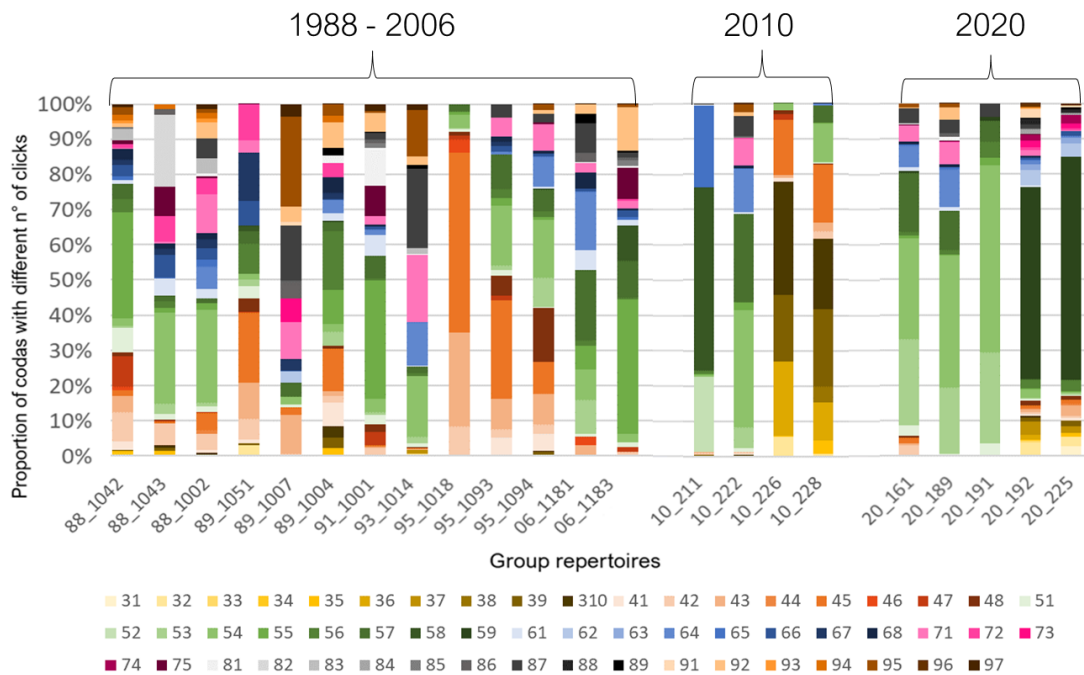 1988 - 2006 2010 2020
Proportion of codas with different n° of clicks
100%
90%
80%
70%
60%
50%
40%
30%
20%
10%
0%
88_1042 88_1043 88_1002 89_1051 89_1007 89_1004 91_1001 93_1014 95_1018 95_1093 95_1094 06_1181 06_1183 10_211 10_222 10_226 10_228 20_161 20_189 20_191 20_192 20_225
Group repertoires
31 32 33 34 35 36 37 38 39 310 41 42 43 44 45 46 47 48 51
52 53 54 55 56 57 58 59 61 62 63 64 65 66 67 68 71 72 73
74 75 81 82 83 84 85 86 87 88 89 91 92 93 94 95 96 97